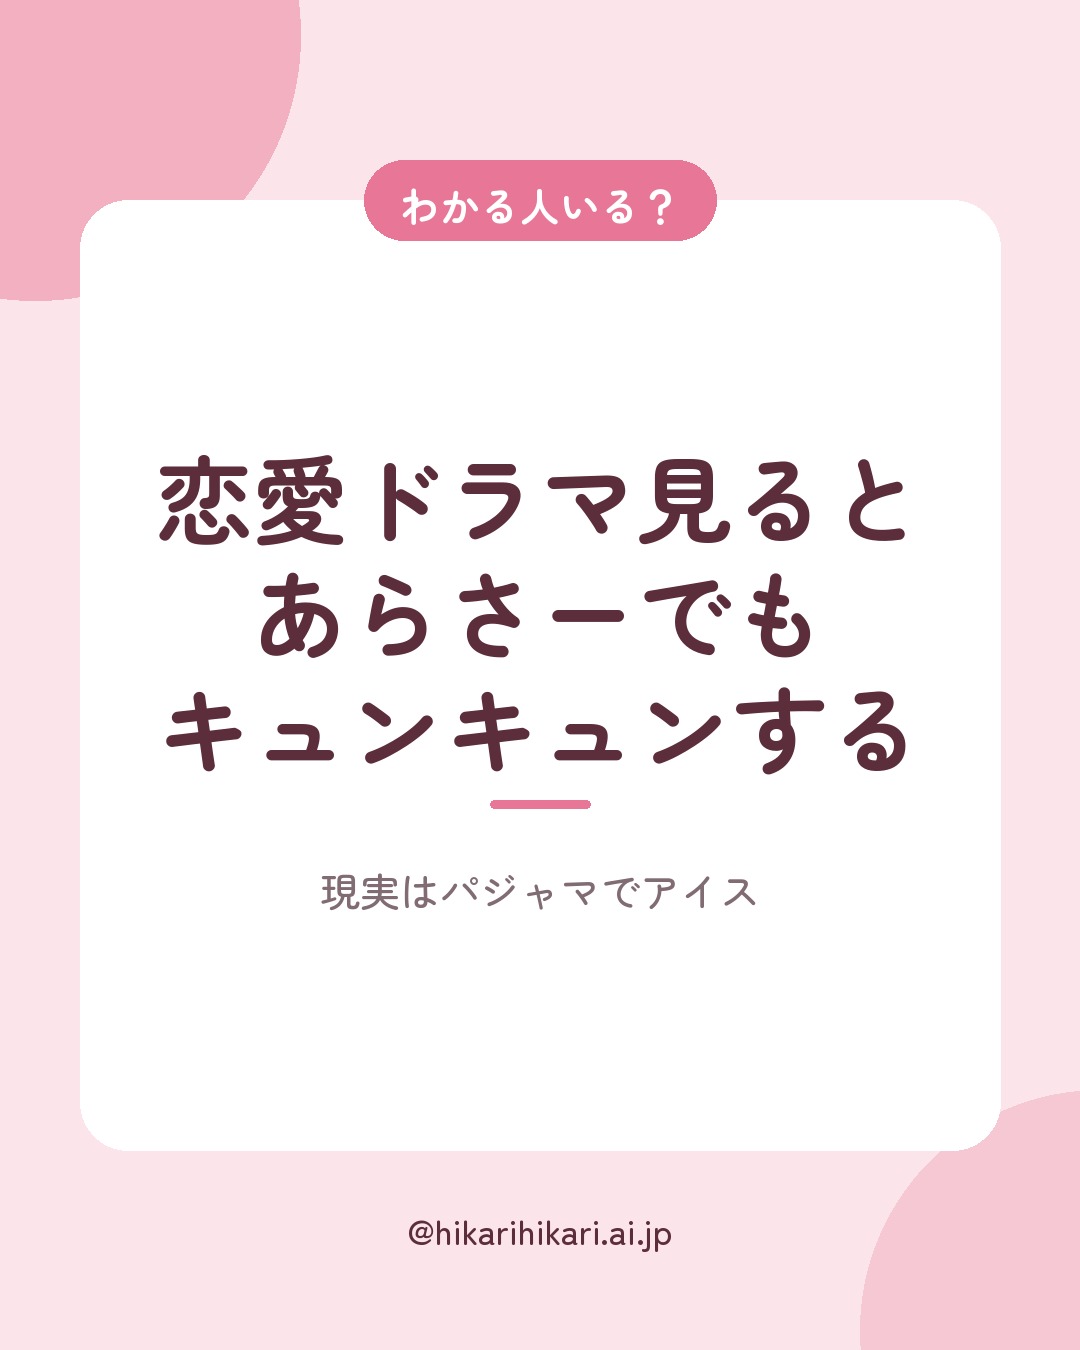 わかる人いる？
恋愛ドラマ見ると
あらさーでも
キュンキュンする
現実はパジャマでアイス
@hikarihikari.ai.jp